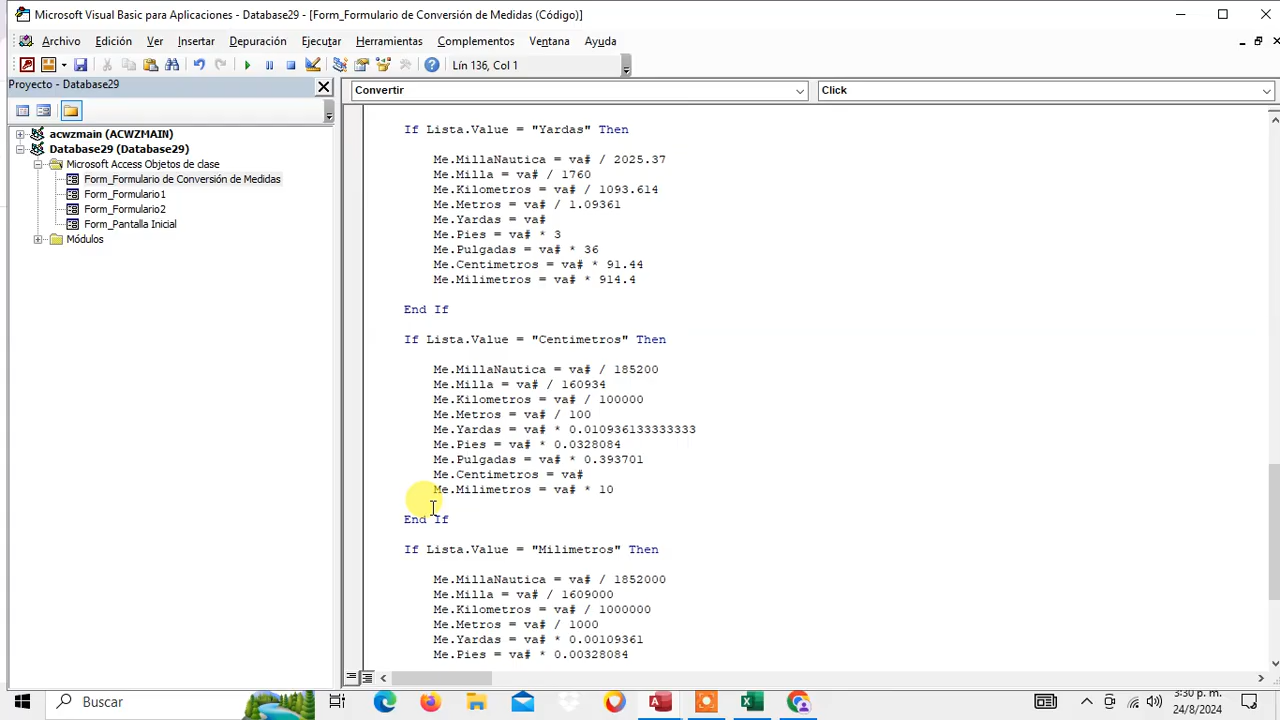 Microsoft Visual Basic para Aplicaciones - Database29 - [Form_Formulario de Conversión de Medidas (Código)]
Archivo Edición Ver Insertar Formato Depuración Ejecutar Herramientas Complementos Ventana Ayuda
Lín 136, Col 1
Proyecto - Database29
Convertir
Click
acwzmain (ACWZMAIN)
Database29 (Database29)
Microsoft Access Objetos de clase
Form_Formulario de Conversión de Medidas
Form_Formulario1
Form_Formulario2
Form_Pantalla Inicial
Módulos
If Lista.Value = "Yardas" Then
Me.MillaNautica = va# / 2025.37
Me.Milla = va# / 1760
Me.Kilometros = va# / 1093.614
Me.Metros = va# / 1.09361
Me.Yardas = va#
Me.Pies = va# * 3
Me.Pulgadas = va# * 36
Me.Centimetros = va# * 91.44
Me.Milimetros = va# * 914.4
End If
If Lista.Value = "Centimetros" Then
Me.MillaNautica = va# / 185200
Me.Milla = va# / 160934
Me.Kilometros = va# / 100000
Me.Metros = va# / 100
Me.Yardas = va# * 0.010936133333333
Me.Pies = va# * 0.0328084
Me.Pulgadas = va# * 0.393701
Me.Centimetros = va#
Me.Milimetros = va# * 10
End If
If Lista.Value = "Milimetros" Then
Me.MillaNautica = va# / 1852000
Me.Milla = va# / 1609000
Me.Kilometros = va# / 1000000
Me.Metros = va# / 1000
Me.Yardas = va# * 0.00109361
Me.Pies = va# * 0.00328084
Buscar
3:30 p. m.
24/8/2024